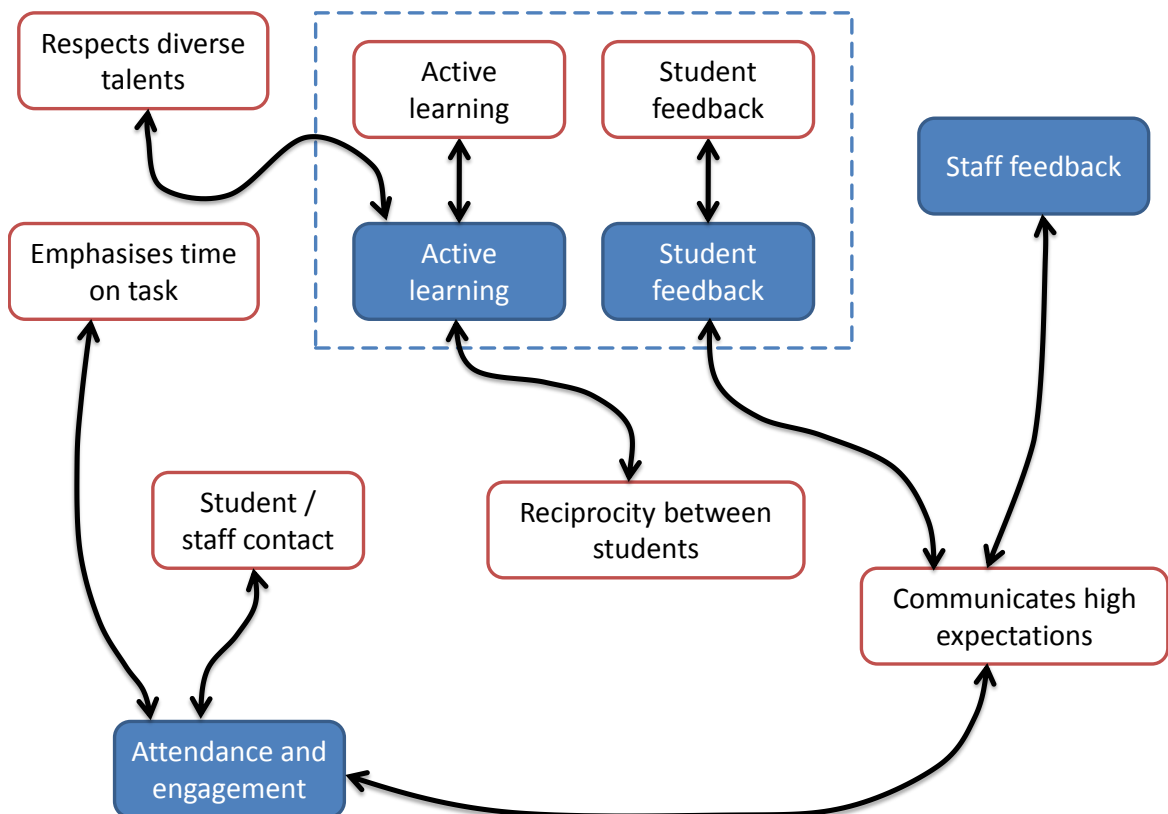 Respects diverse
talents
Active
learning
Student
feedback
Staff feedback
Emphasises time
on task
Active
learning
Student
feedback
Student /
staff contact
Reciprocity between
students
Communicates high
expectations
Attendance and
engagement